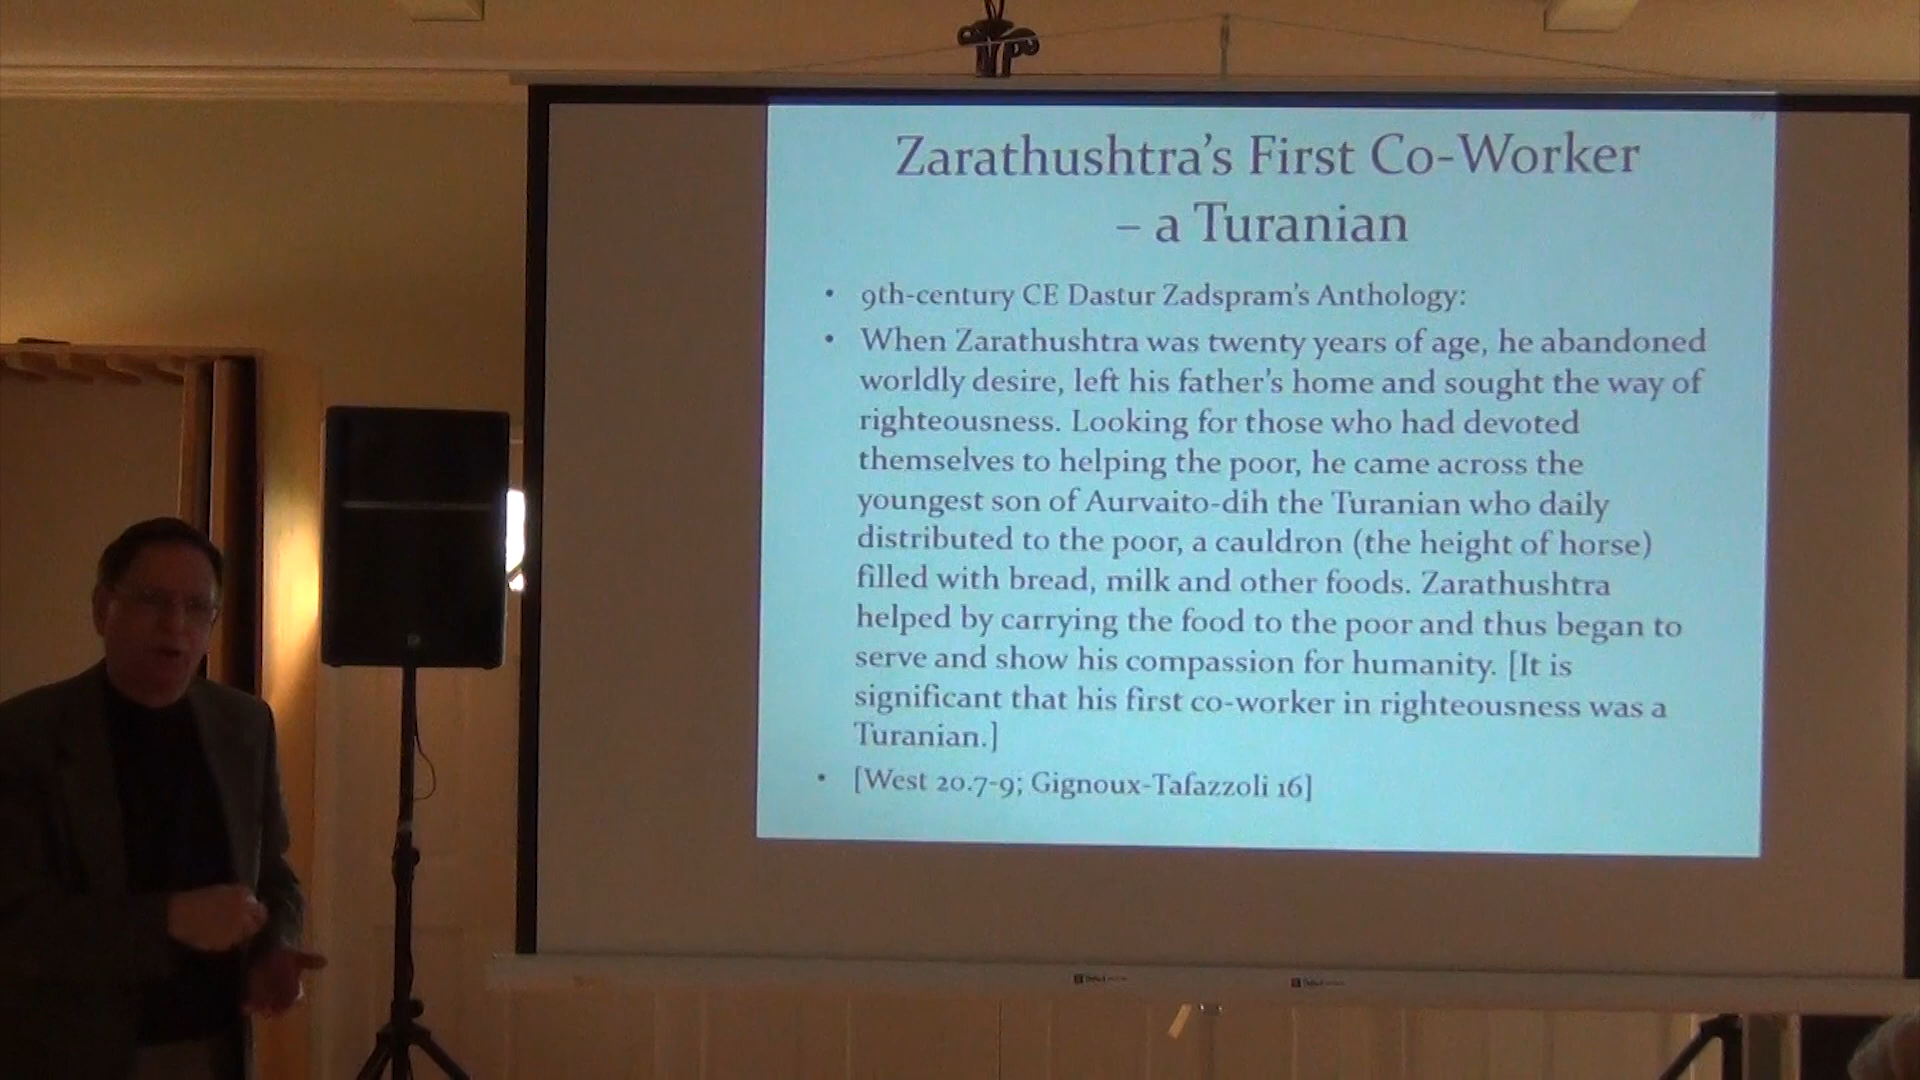 Zarathushtra's First Co-Worker
– a Turanian
• 9th-century CE Dastur Zadspram's Anthology:
• When Zarathushtra was twenty years of age, he abandoned
worldly desire, left his father's home and sought the way of
righteousness. Looking for those who had devoted
themselves to helping the poor, he came across the
youngest son of Aurvaito-dih the Turanian who daily
distributed to the poor, a cauldron (the height of horse)
filled with bread, milk and other foods. Zarathushtra
helped by carrying the food to the poor and thus began to
serve and show his compassion for humanity. [It is
significant that his first co-worker in righteousness was a
Turanian.]
• [West 20.7-9; Gignoux-Tafazzoli 16]